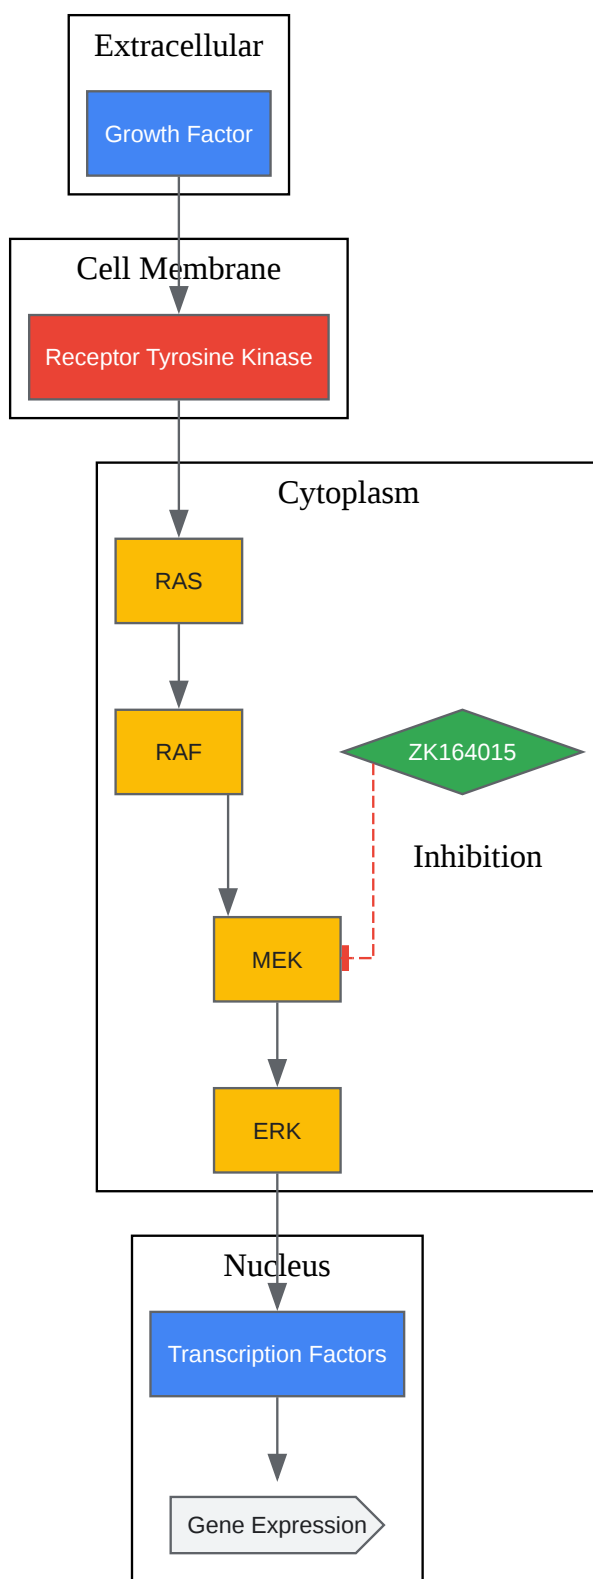 Extracellular
Growth Factor
Cell Membrane
Receptor Tyrosine Kinase
Cytoplasm
RAS
RAF
ZK164015
Inhibition
MEK
ERK
Nucleus
Transcription Factors
Gene Expression